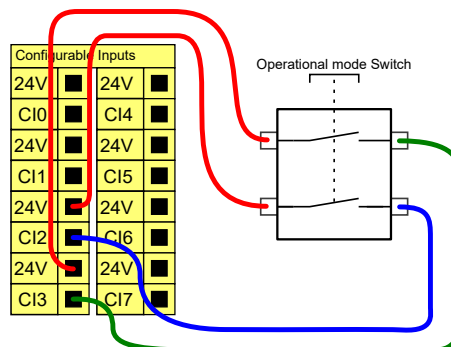 Configurable Inputs
Operational mode Switch
24V 24V
CI0 CI4
24V 24V
CI1 CI5
24V 24V
CI2 CI6
24V 24V
CI3 CI7